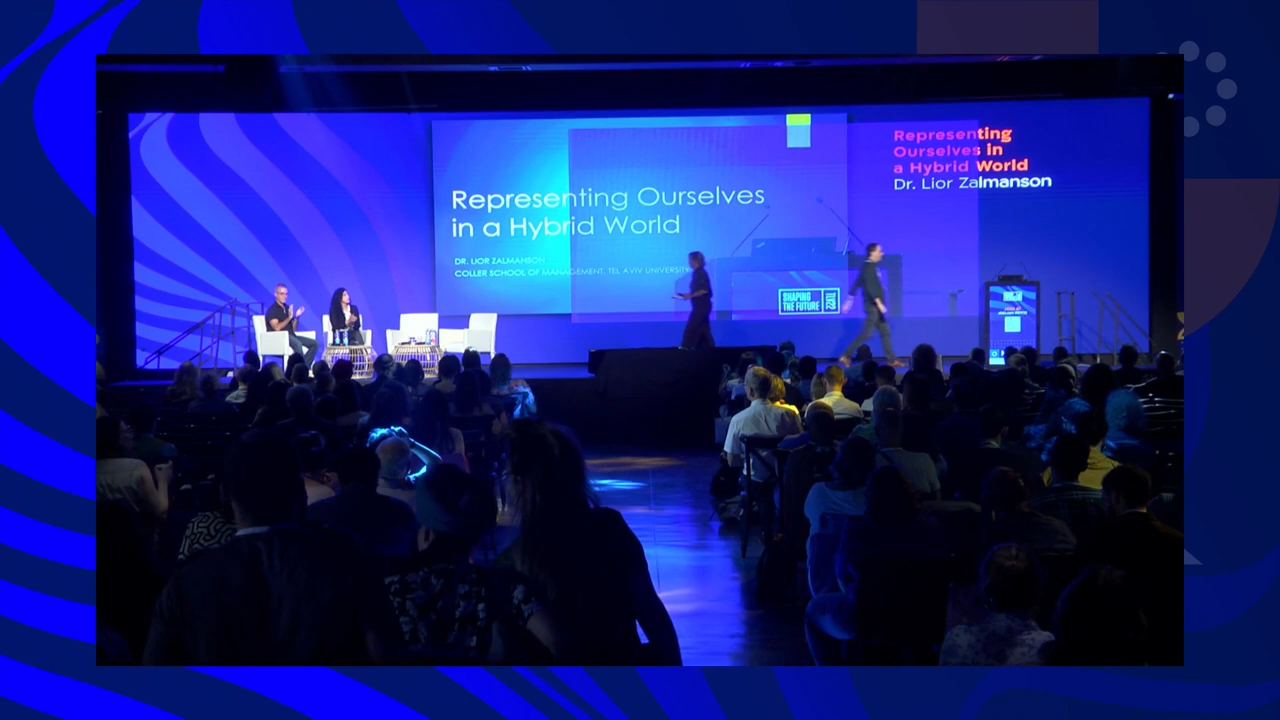 Representing Ourselves
in a Hybrid World
DR. LIOR ZALMANSON
COLLER SCHOOL OF MANAGEMENT, TEL AVIV UNIVERSITY
SHAPING
THE FUTURE
Representing
Ourselves in
a Hybrid World
Dr. Lior Zalmanson